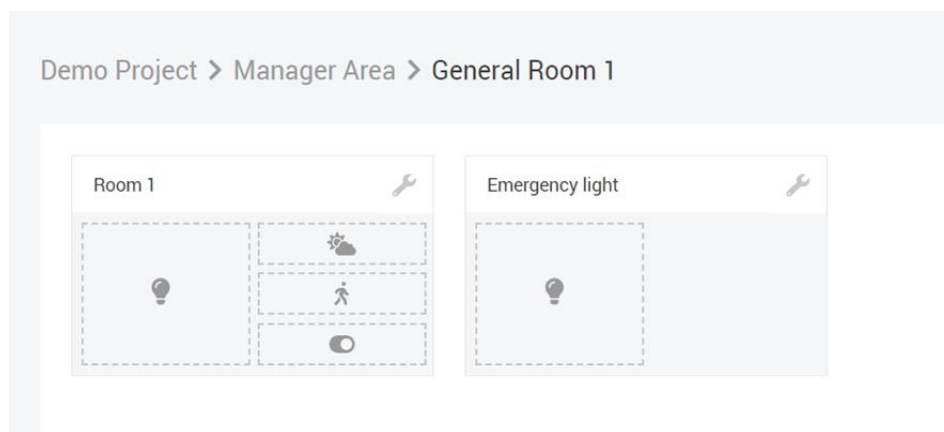 Demo Project > Manager Area > General Room 1
Room 1
Emergency light